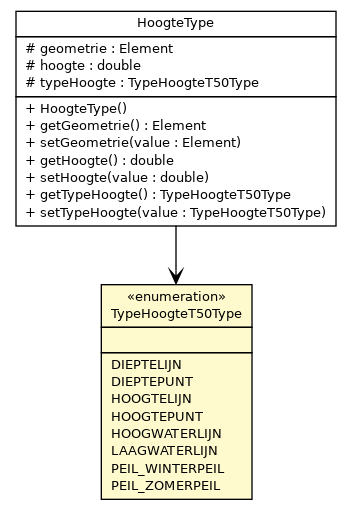 HoogteType
# geometrie : Element
# hoogte : double
# typeHoogte : TypeHoogteT50Type
+ HoogteType()
+ getGeometrie() : Element
+ setGeometrie(value : Element)
+ getHoogte() : double
+ setHoogte(value : double)
+ getTypeHoogte() : TypeHoogteT50Type
+ setTypeHoogte(value : TypeHoogteT50Type)
«enumeration»
TypeHoogteT50Type
DIEPTELIJN
DIEPTEPUNT
HOOGTELIJN
HOOGTEPUNT
HOOGWATERLIJN
LAAGWATERLIJN
PEIL_WINTERPEIL
PEIL_ZOMERPEIL